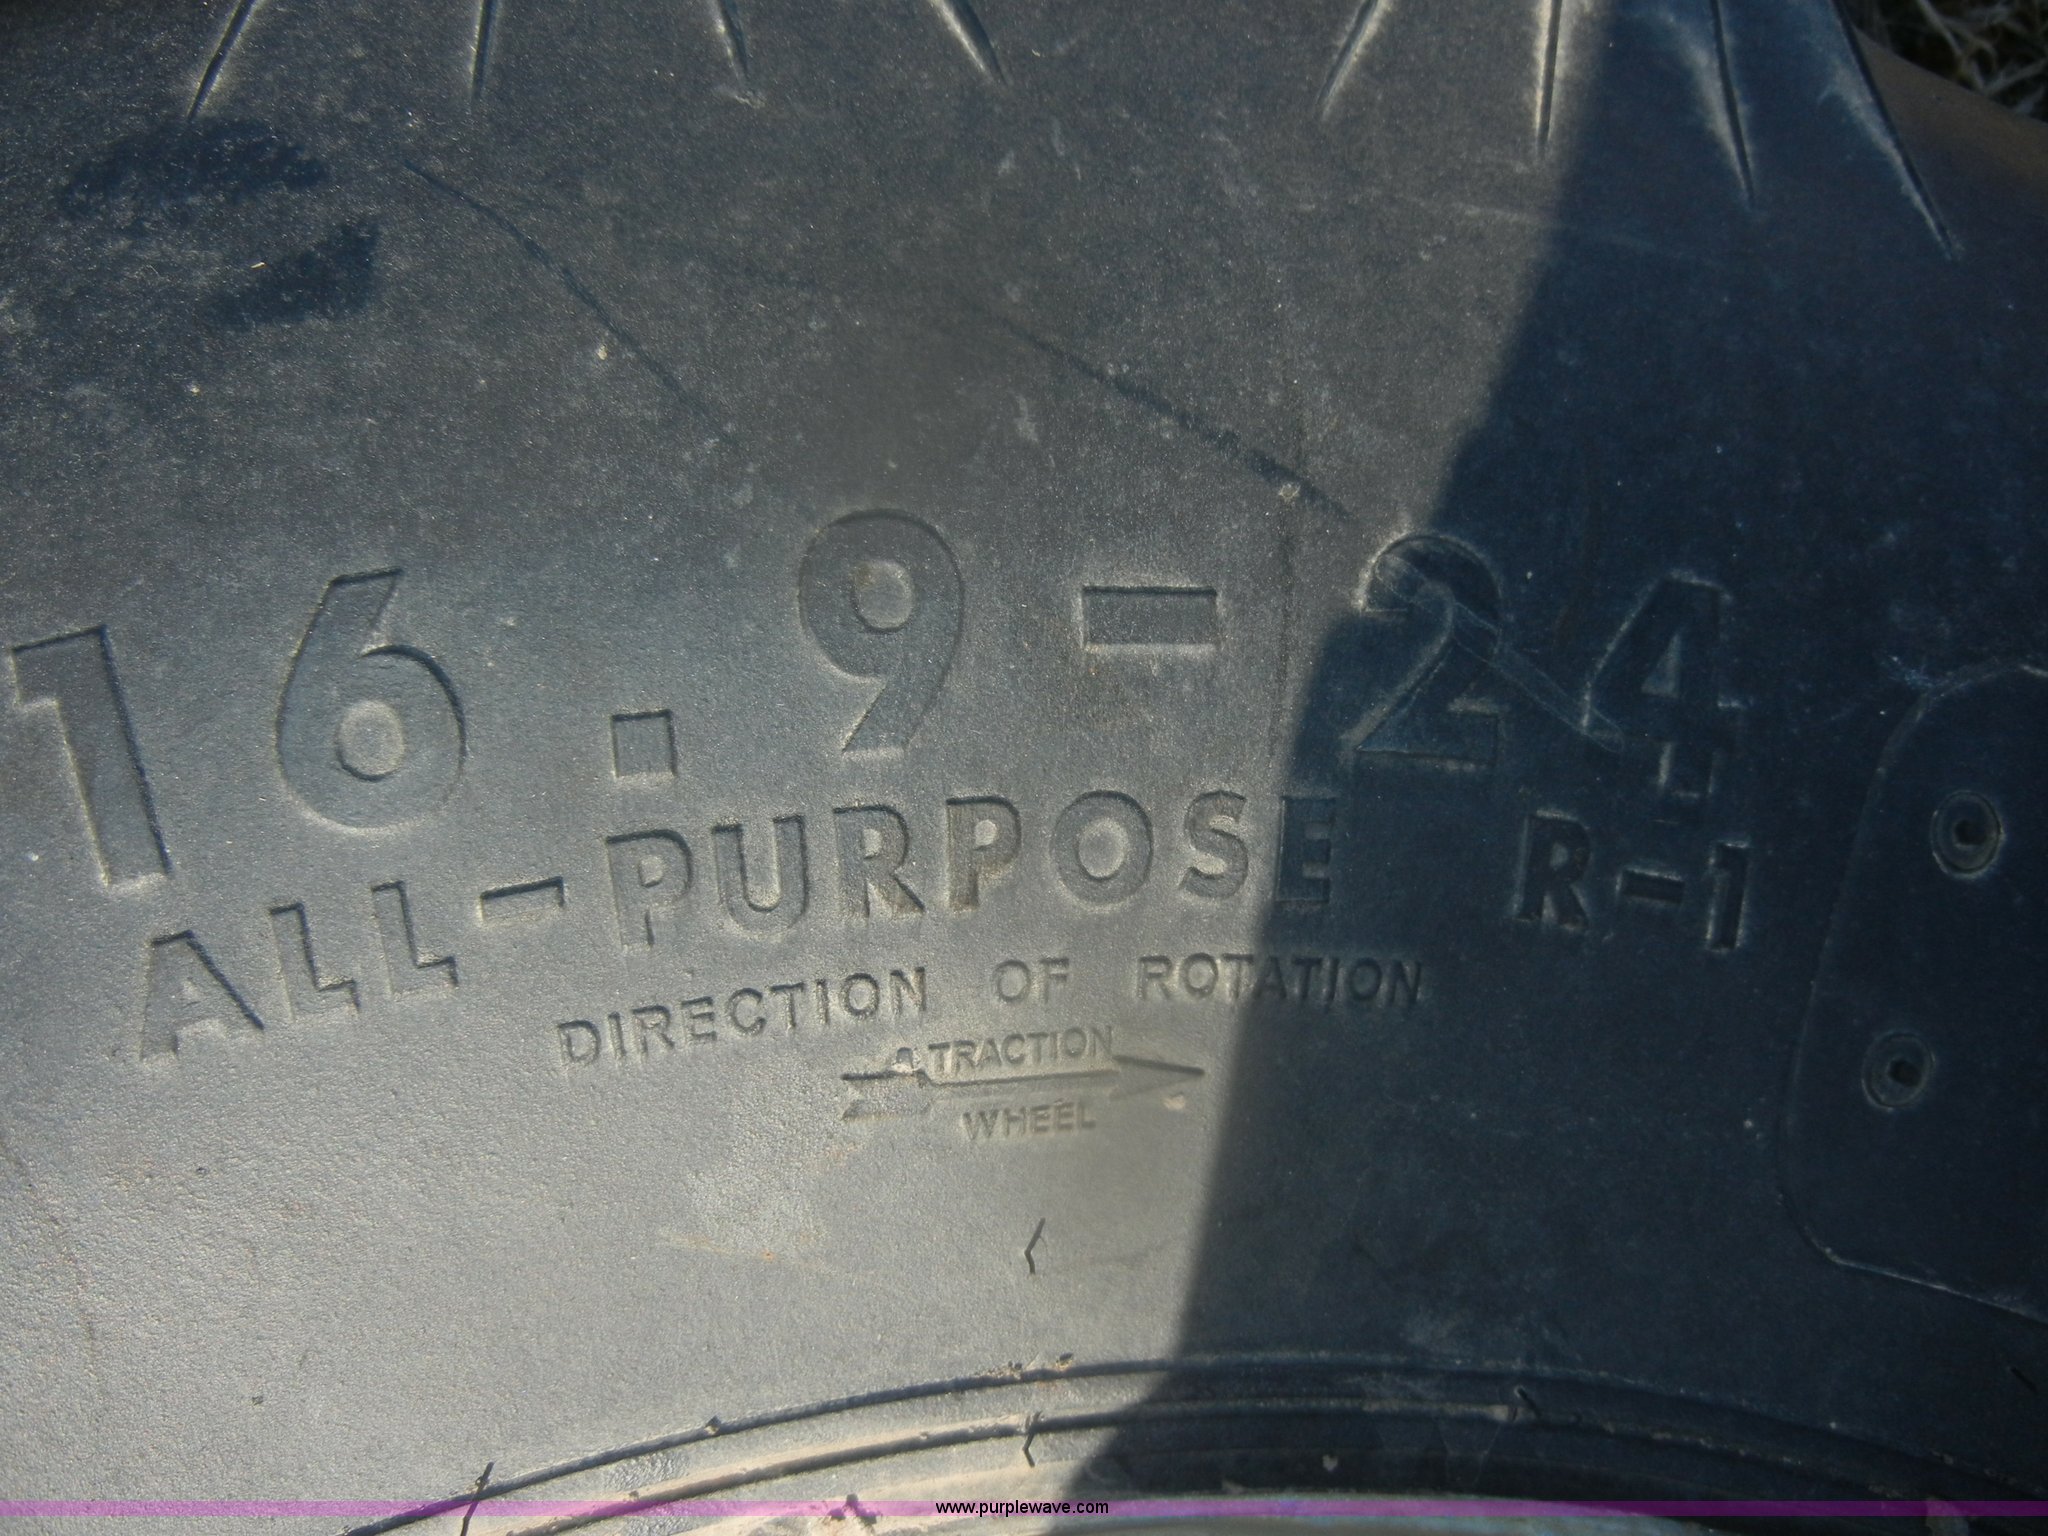 16.9-24
ALL-PURPOSE R-1
DIRECTION OF ROTATION
TRACTION
WHEEL
www.purplewave.com